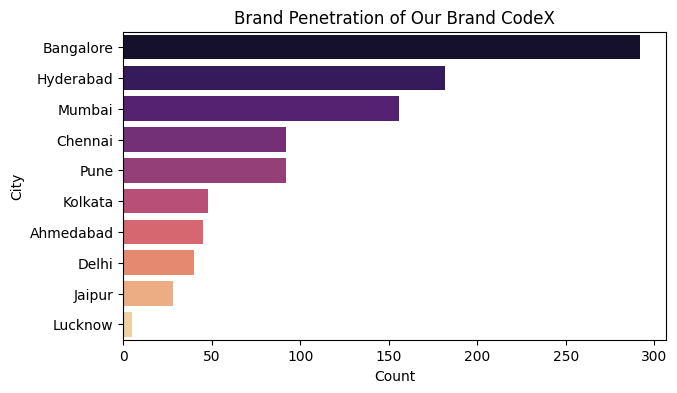 Brand Penetration of Our Brand CodeX
Bangalore
Hyderabad
Mumbai
Chennai
Pune
Kolkata
Ahmedabad
Delhi
Jaipur
Lucknow
City
0 50 100 150 200 250 300
Count